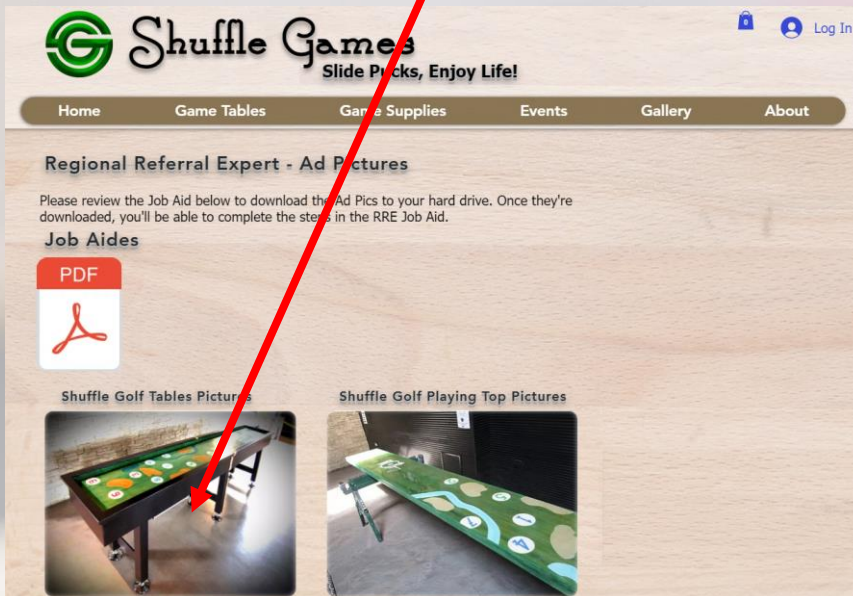 Shuffle Games
Slide Pucks, Enjoy Life!
0
Log In
Home Game Tables Game Supplies Events Gallery About
Regional Referral Expert - Ad Pictures
Please review the Job Aid below to download the Ad Pics to your hard drive. Once they're
downloaded, you'll be able to complete the steps in the RRE Job Aid.
Job Aides
PDF
Shuffle Golf Tables Pictures Shuffle Golf Playing Top Pictures